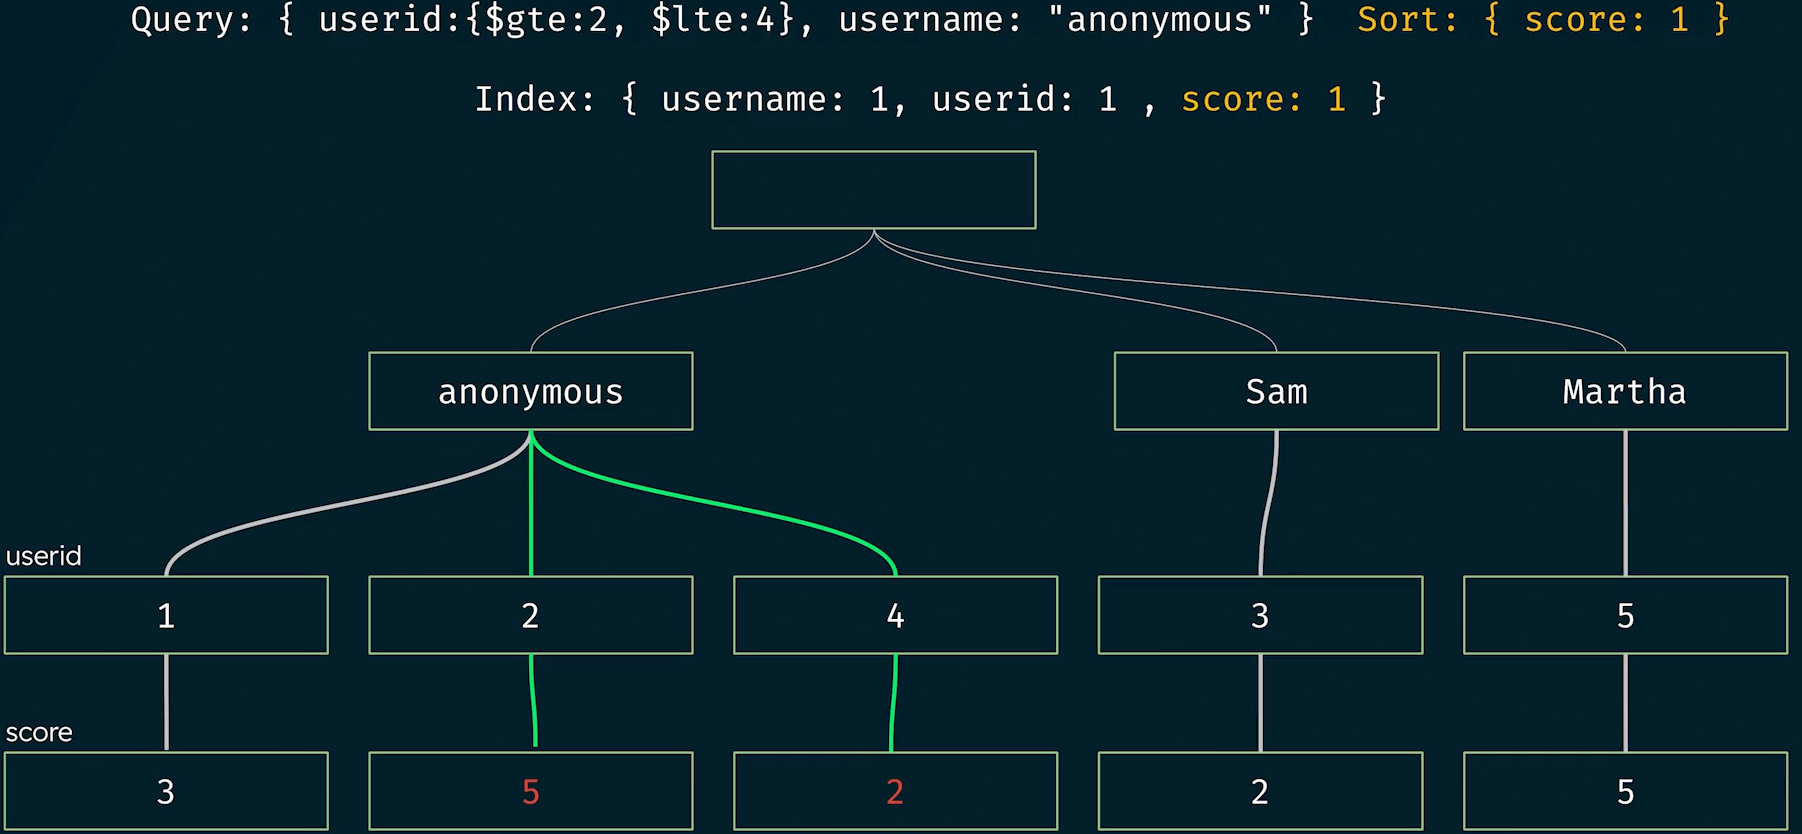 Query: { userid:{$gte:2, $lte:4}, username: "anonymous" } Sort: { score: 1 }
Index: { username: 1, userid: 1 , score: 1 }
anonymous Sam Martha
userid
1 2 4 3 5
score
3 5 2 2 5